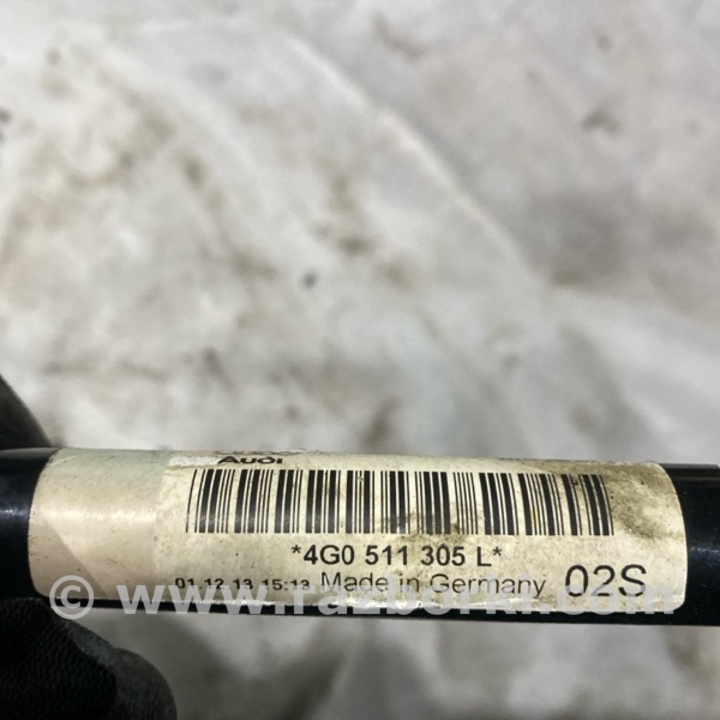 Audi
*4G0 511 305 L*
01.12.13 15:13 Made in Germany 02S
© www.razborki.com